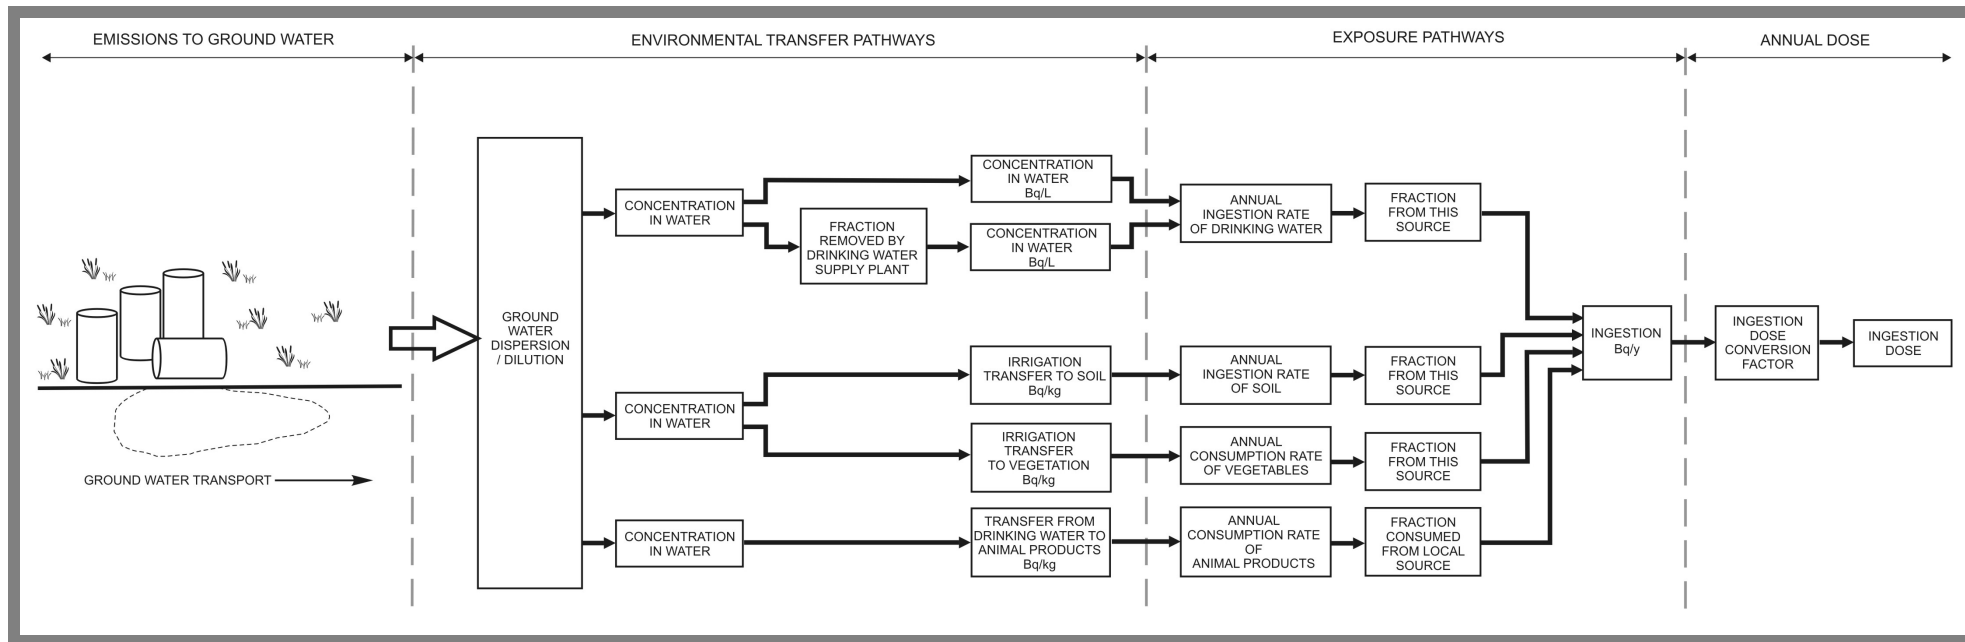 EMISSIONS TO GROUND WATER
ENVIRONMENTAL TRANSFER PATHWAYS
EXPOSURE PATHWAYS
ANNUAL DOSE
GROUND WATER TRANSPORT
GROUND
WATER
DISPERSION
/ DILUTION
CONCENTRATION
IN WATER
FRACTION
REMOVED BY
DRINKING WATER
SUPPLY PLANT
CONCENTRATION
IN WATER
Bq/L
CONCENTRATION
IN WATER
Bq/L
ANNUAL
INGESTION RATE
OF DRINKING WATER
FRACTION
FROM THIS
SOURCE
CONCENTRATION
IN WATER
IRRIGATION
TRANSFER TO SOIL
Bq/kg
ANNUAL
INGESTION RATE
OF SOIL
FRACTION
FROM THIS
SOURCE
IRRIGATION
TRANSFER
TO VEGETATION
Bq/kg
ANNUAL
CONSUMPTION RATE
OF VEGETABLES
FRACTION
FROM THIS
SOURCE
CONCENTRATION
IN WATER
TRANSFER FROM
DRINKING WATER TO
ANIMAL PRODUCTS
Bq/kg
ANNUAL
CONSUMPTION RATE
OF
ANIMAL PRODUCTS
FRACTION
CONSUMED
FROM LOCAL
SOURCE
INGESTION
Bq/y
INGESTION
DOSE
CONVERSION
FACTOR
INGESTION
DOSE